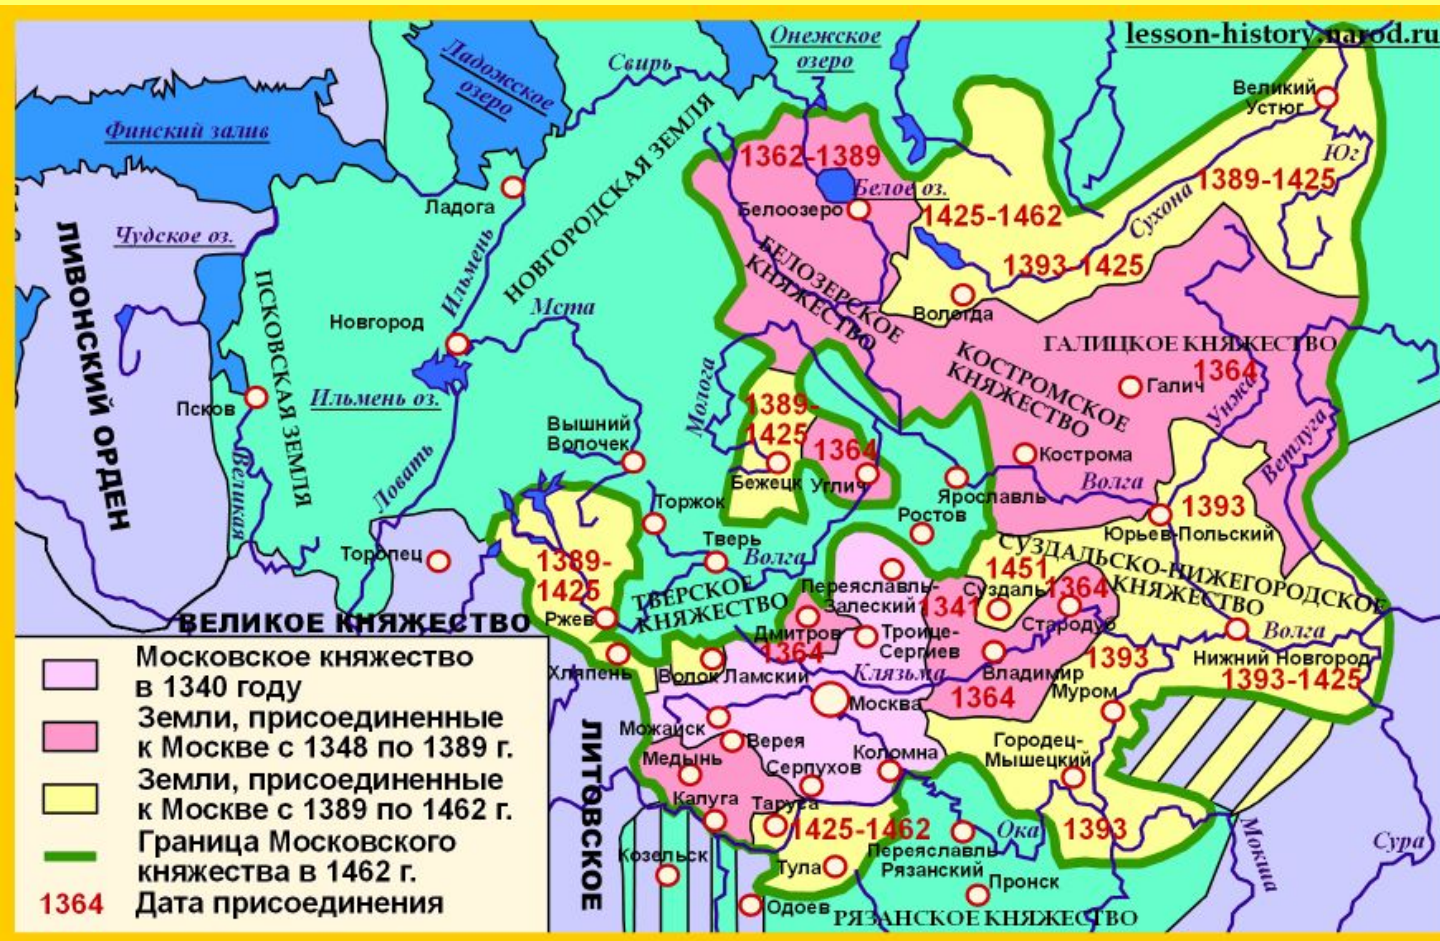 lesson-history.narod.ru
Финский залив
Ладожское
озеро
Свирь
Онежское
озеро
Великий
Устюг
Юг
1389-1425
Сухона
1362-1389
Белое оз.
Белоозеро
1425-1462
1393-1425
Вологда
БЕЛОЗЕРСКОЕ
КНЯЖЕСТВО
Ладога
НОВГОРОДСКАЯ ЗЕМЛЯ
Ильмень
Чудское оз.
ЛИВОНСКИЙ ОРДЕН
ПСКОВСКАЯ ЗЕМЛЯ
Новгород
Мста
Ильмень оз.
Псков
Великая
Ловать
Вышний
Волочек
Молога
ГАЛИЦКОЕ КНЯЖЕСТВО
1364
Галич
Унжа
Ветлуга
КОСТРОМСКОЕ
КНЯЖЕСТВО
Кострома
Волга
1389-
1425
Бежецк
1364
Углич
Ярославль
Ростов
Торжок
Тверь
Волга
ТВЕРСКОЕ
КНЯЖЕСТВО
Торопец
1389-
1425
Ржев
Хляпень
1393
Юрьев-Польский
СУЗДАЛЬСКО-НИЖЕГОРОДСКОЕ
КНЯЖЕСТВО
1451
Суздаль
1364
Стародуб
1341
Переяславль-
Залеский
Дмитров
1364
Троице-
Сергиев
Клязьма
Владимир
1364
1393
Муром
Волга
Нижний Новгород
1393-1425
Волок Ламский
Москва
Можайск
Верея
Медынь
Серпухов
Коломна
Калуга
Таруса
1425-1462
Тула
Козельск
Одоев
Городец-
Мышецкий
1393
Переяславль
Рязанский
Ока
Пронск
РЯЗАНСКОЕ КНЯЖЕСТВО
Мокша
Сура
ВЕЛИКОЕ КНЯЖЕСТВО
ЛИТОВСКОЕ
Московское княжество
в 1340 году
Земли, присоединенные
к Москве с 1348 по 1389 г.
Земли, присоединенные
к Москве с 1389 по 1462 г.
Граница Московского
княжества в 1462 г.
1364 Дата присоединения